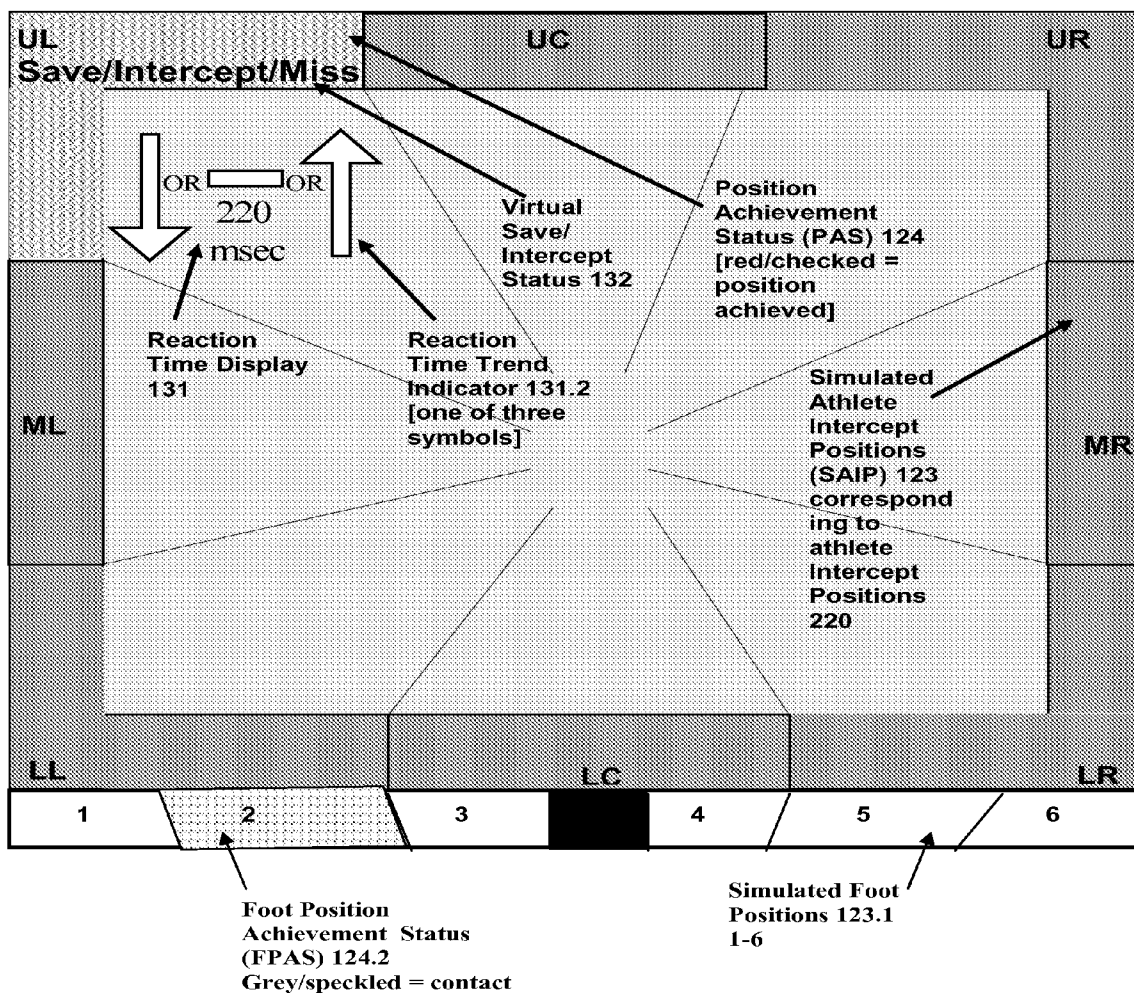 UL
UC
UR
Save/Intercept/Miss
OR
OR
220
msec
Virtual
Save/
Intercept
Status 132
Position
Achievement
Status (PAS) 124
[red/checked =
position
achieved]
Reaction
Time Display
131
Reaction
Time Trend
Indicator 131.2
[one of three
symbols]
Simulated
Athlete
Intercept
Positions
(SAIP) 123
correspond
ing to
athlete
Intercept
Positions
220
ML
MR
LL
LC
LR
1
2
3
4
5
6
Foot Position
Achievement Status
(FPAS) 124.2
Grey/speckled = contact
Simulated Foot
Positions 123.1
1-6